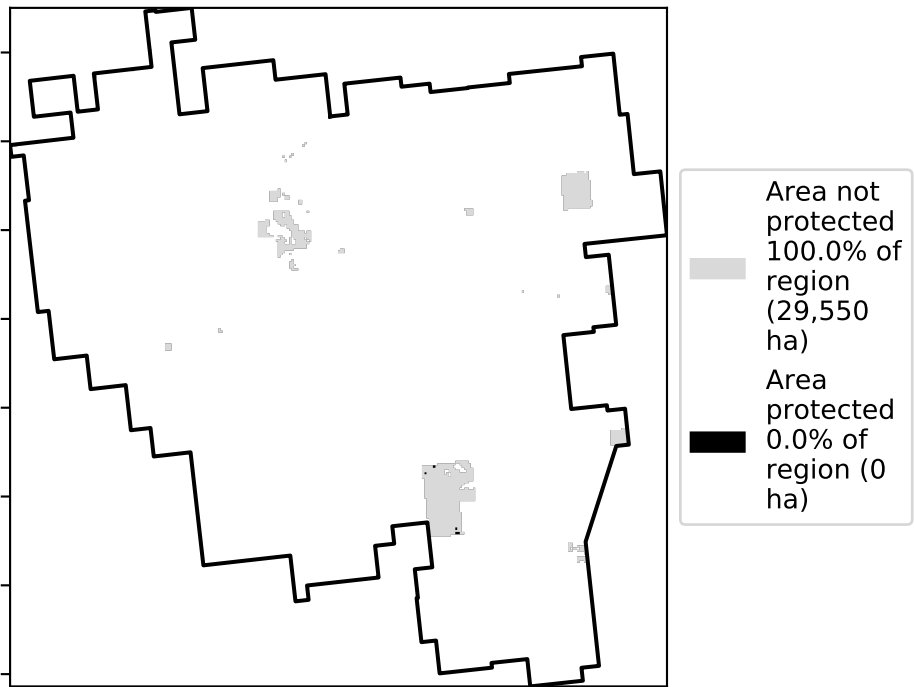 Area not
protected
100.0% of
region
(29,550
ha)
Area
protected
0.0% of
region (0
ha)